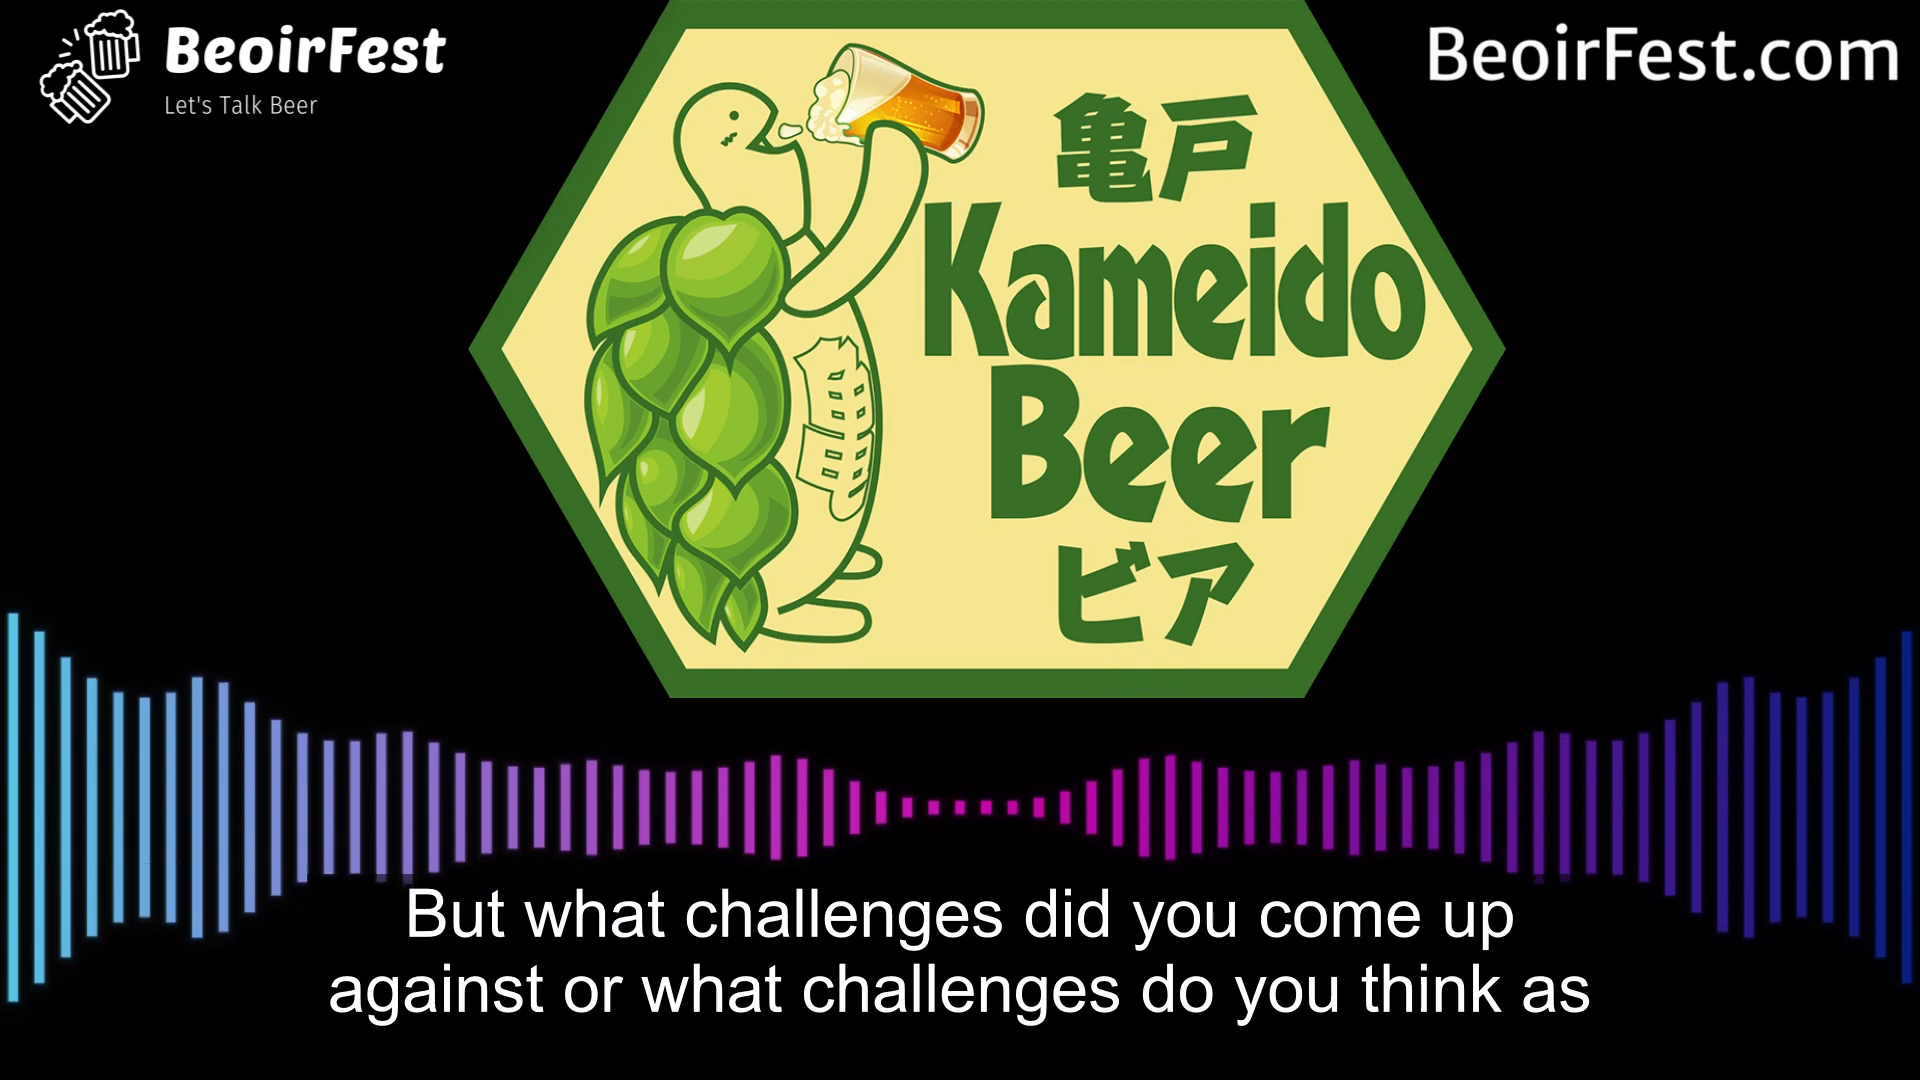 BeoirFest
Let's Talk Beer
BeoirFest.com
亀戸
Kameido
Beer
ビア
But what challenges did you come up
against or what challenges do you think as